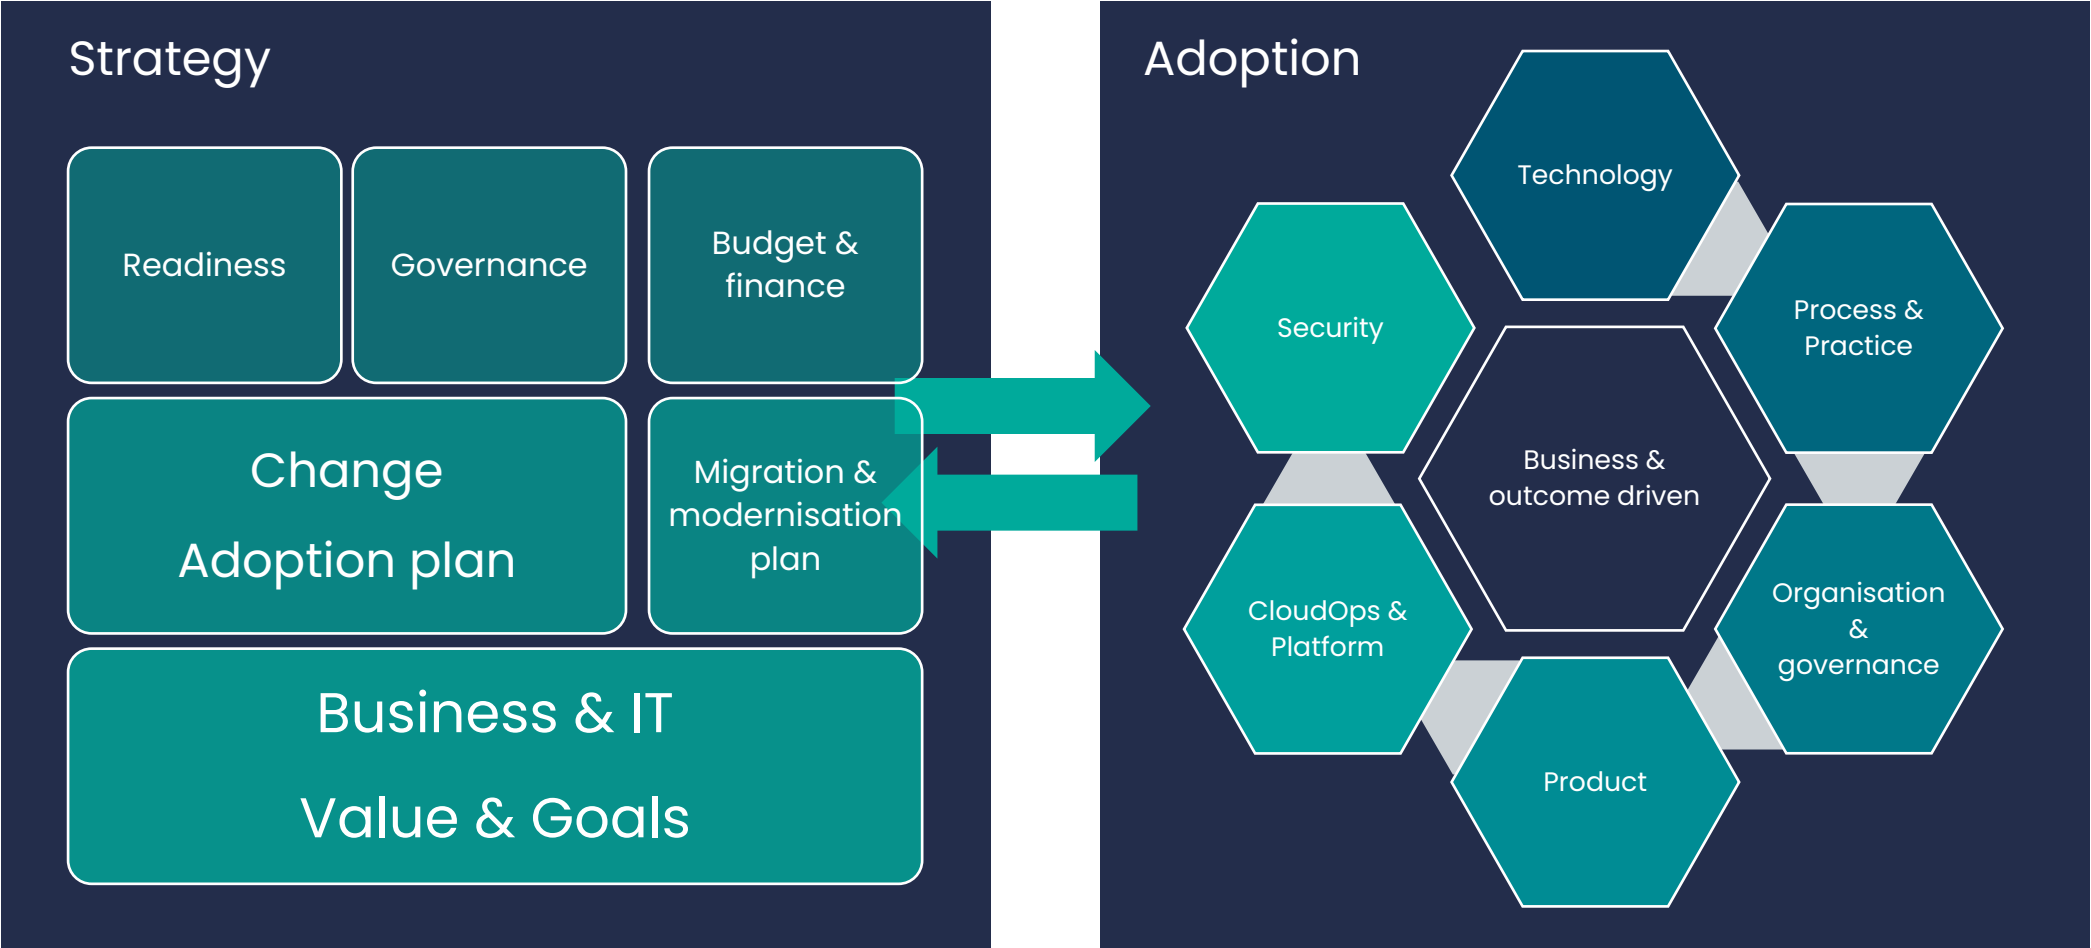 Strategy
Readiness
Governance
Budget &
finance
Change
Adoption plan
Migration &
modernisation
plan
Business & IT
Value & Goals
Adoption
Technology
Process &
Practice
Organisation
&
governance
Product
CloudOps &
Platform
Security
Business &
outcome driven